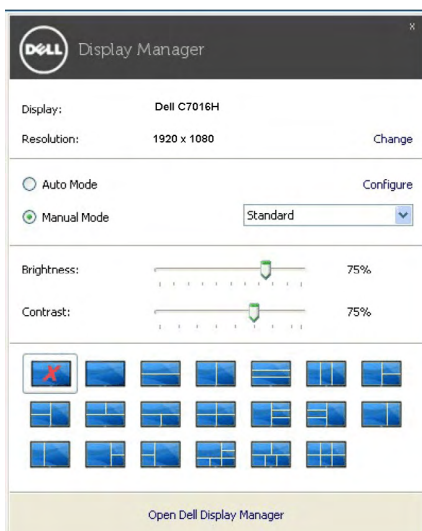 x
DELL Display Manager
Display: Dell C7016H
Resolution: 1920 x 1080 Change
Auto Mode Configure
Manual Mode Standard
Brightness: 75%
Contrast: 75%
Open Dell Display Manager